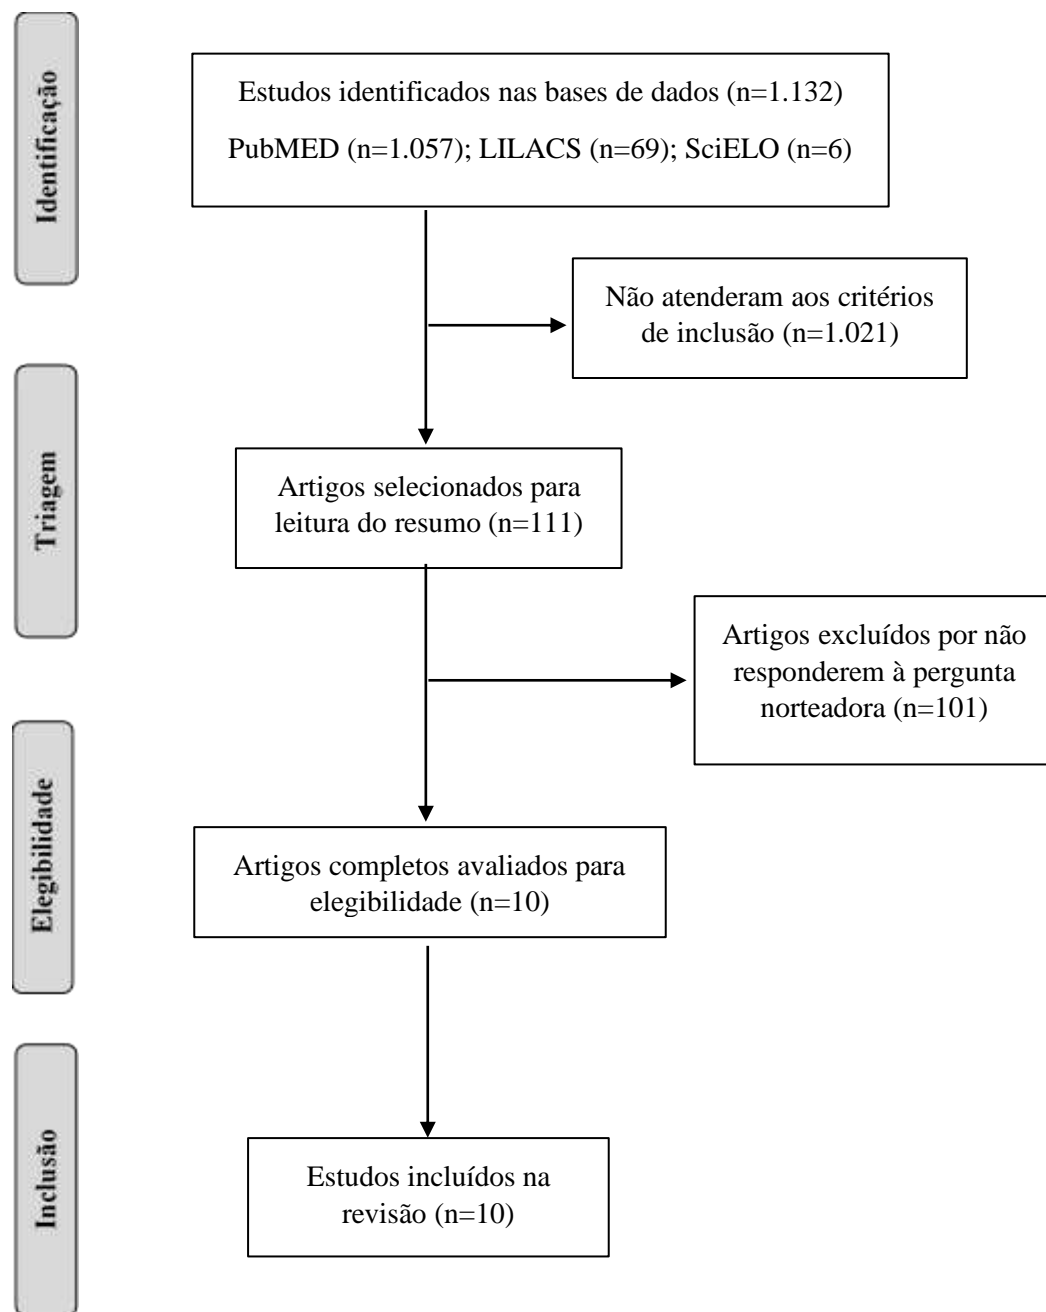 Identificação
Estudos identificados nas bases de dados (n=1.132)
PubMED (n=1.057); LILACS (n=69); SciELO (n=6)
Não atenderam aos critérios
de inclusão (n=1.021)
Triagem
Artigos selecionados para
leitura do resumo (n=111)
Artigos excluídos por não
responderem à pergunta
norteadora (n=101)
Elegibilidade
Artigos completos avaliados para
elegibilidade (n=10)
Inclusão
Estudos incluídos na
revisão (n=10)